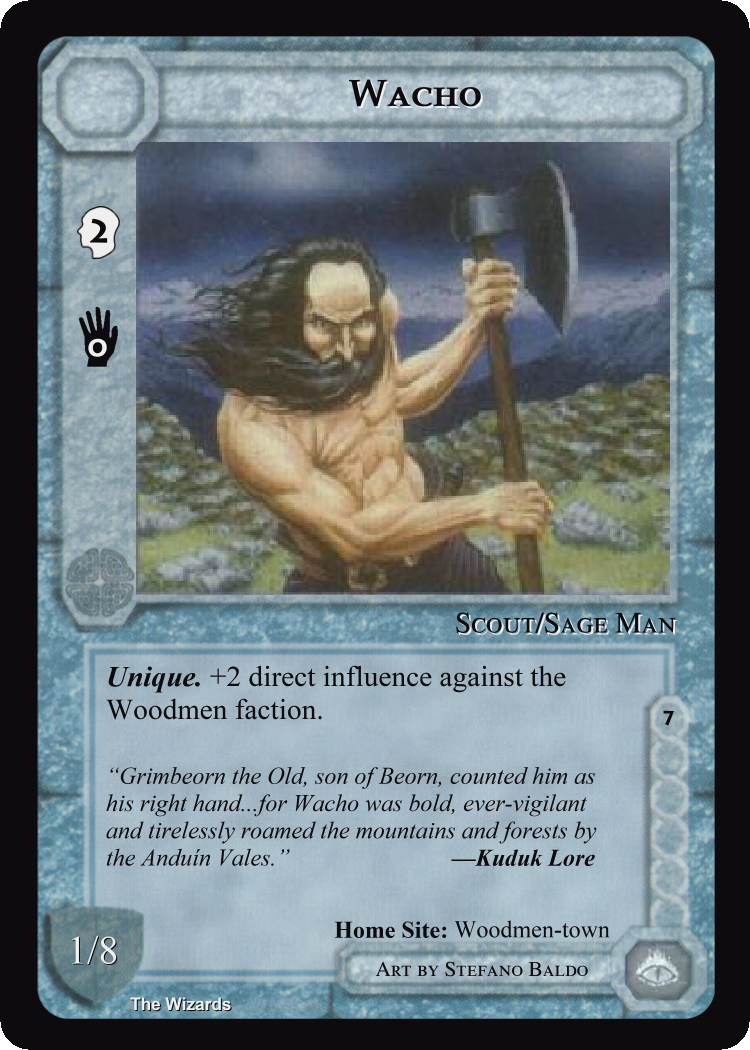 Wacho
2
0
Scout/Sage Man
Unique. +2 direct influence against the
Woodmen faction.
7
“Grimbeorn the Old, son of Beorn, counted him as
his right hand...for Wacho was bold, ever-vigilant
and tirelessly roamed the mountains and forests by
the Anduín Vales.” —Kuduk Lore
Home Site: Woodmen-town
1/8
Art by Stefano Baldo
The Wizards